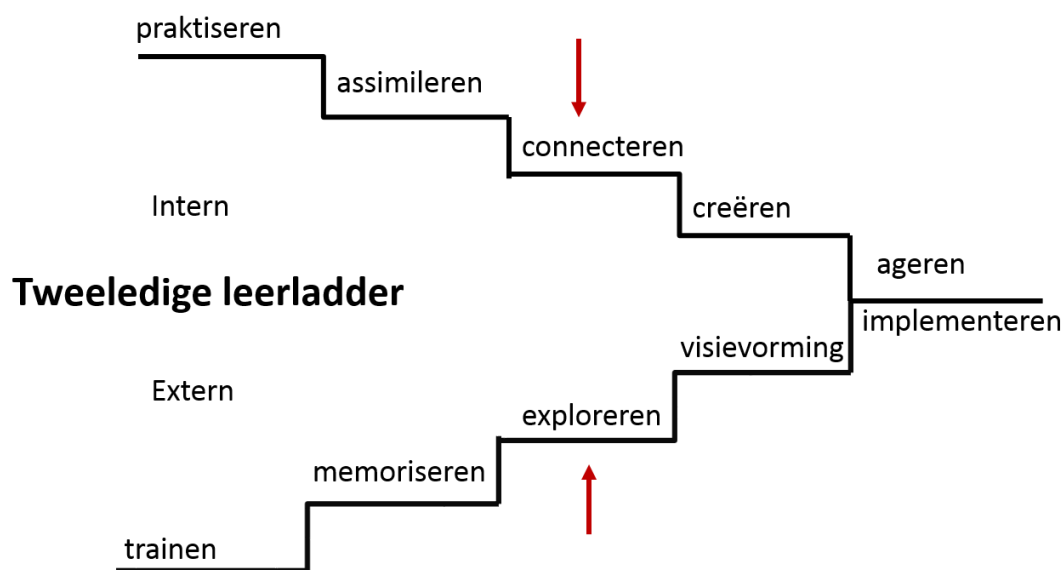 praktiseren
assimileren
connecteren
Intern
creëren
ageren
Tweeledige leerladder
implementeren
visievorming
Extern
exploreren
memoriseren
trainen